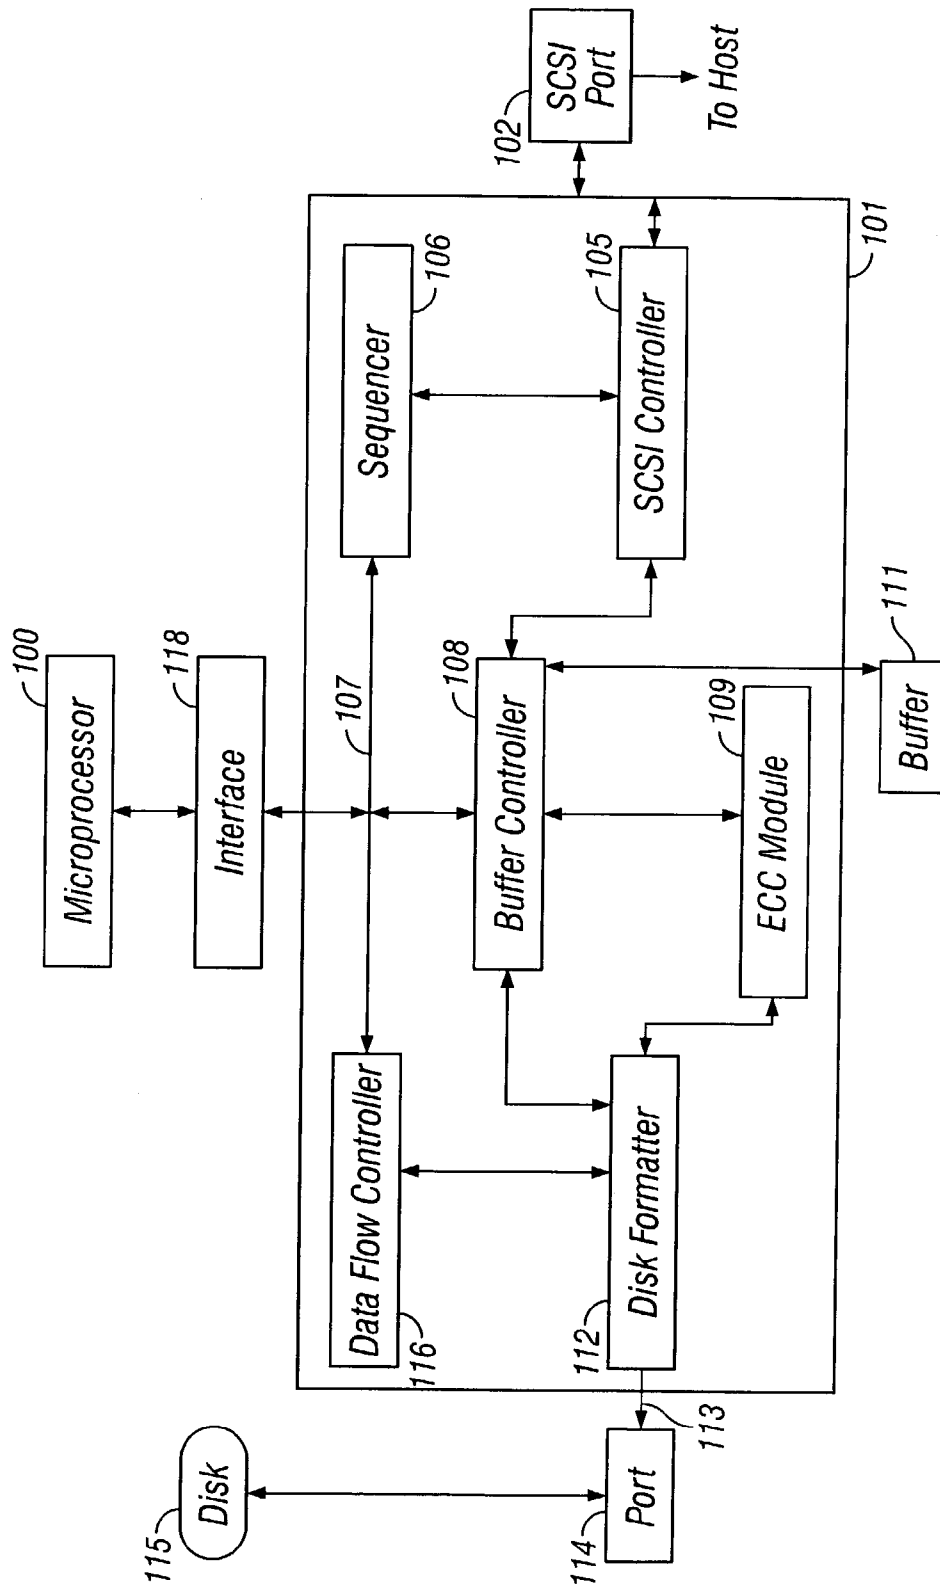 100
Microprocessor
118
Interface
115
Disk
107
Data Flow Controller
116
Sequencer
106
108
Buffer Controller
102
SCSI
Port
To Host
112
Disk Formatter
109
ECC Module
105
SCSI Controller
101
113
114
Port
111
Buffer